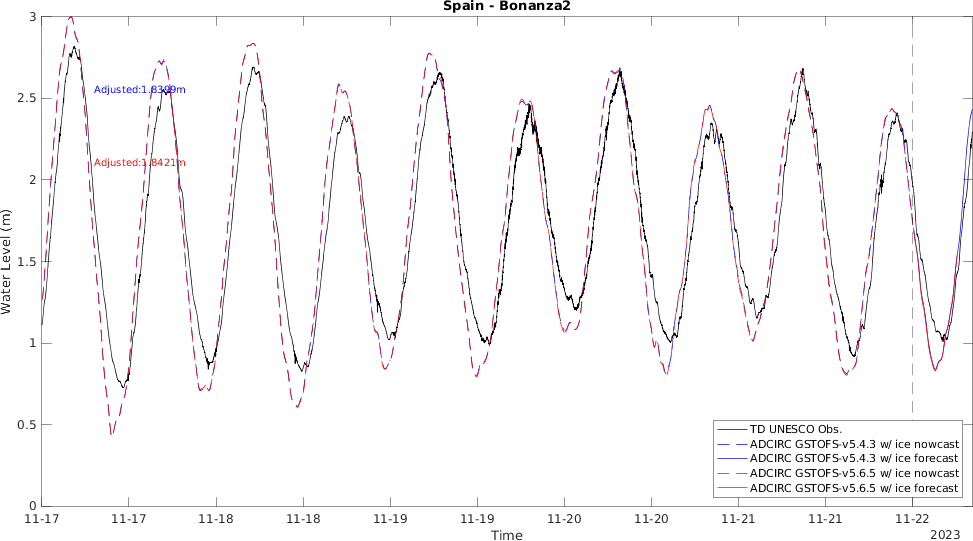 Spain - Bonanza2
3
2.5
2
1.5
1
0.5
0
Water Level (m)
Adjusted:1.8399m
Adjusted:1.8421m
TD UNESCO Obs.
ADCIRC GSTOFS-v5.4.3 w/ ice nowcast
ADCIRC GSTOFS-v5.4.3 w/ ice forecast
ADCIRC GSTOFS-v5.6.5 w/ ice nowcast
ADCIRC GSTOFS-v5.6.5 w/ ice forecast
11-17 11-17 11-18 11-18 11-19 11-19 11-20 11-20 11-21 11-21 11-22
Time
2023